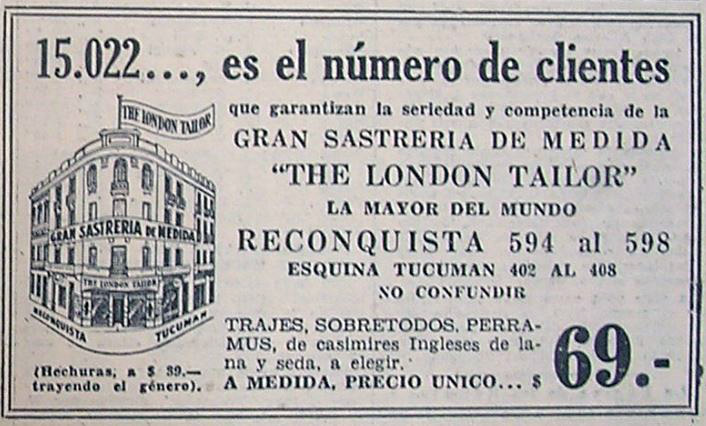 15.022..., es el número de clientes
que garantizan la seriedad y competencia de la
GRAN SASTRERIA DE MEDIDA
"THE LONDON TAILOR"
LA MAYOR DEL MUNDO
RECONQUISTA 594 al 598
ESQUINA TUCUMAN 402 AL 408
NO CONFUNDIR
TRAJES, SOBRETODOS, PERRA-
MUS, de casimires Ingleses de la-
na y seda, a elegir.
A MEDIDA, PRECIO UNICO... $ 69.-
THE LONDON TAILOR
GRAN SASTRERIA DE MEDIDA
THE LONDON TAILOR
RECONQUISTA TUCUMAN
(Hechuras, a $ 39.—
trayendo el género).